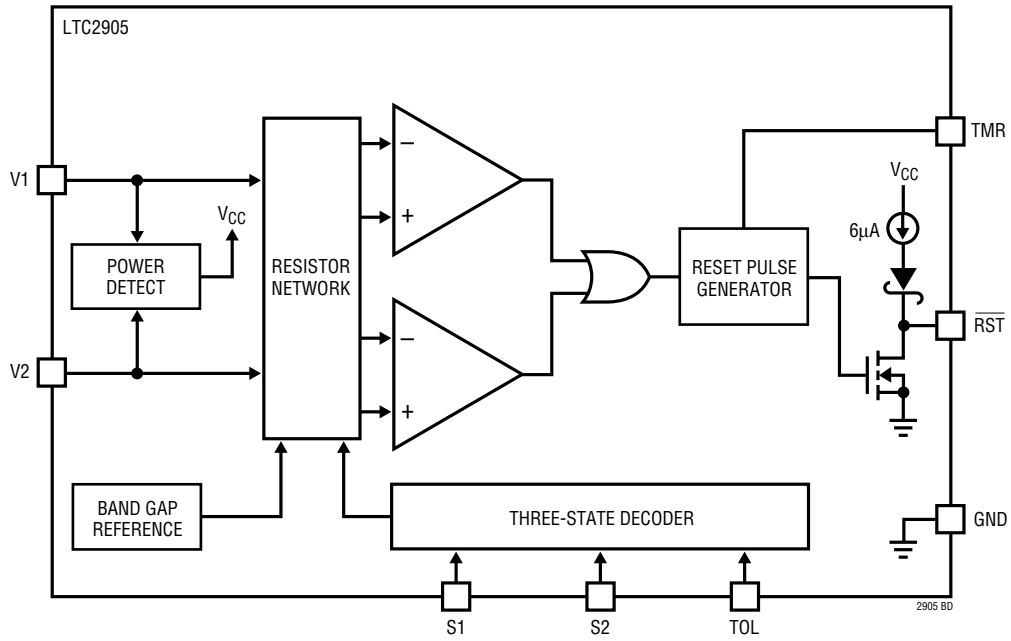 LTC2905
TMR
V1
VCC
VCC
6µA
POWER
DETECT
RESISTOR
NETWORK
–
+
RESET PULSE
GENERATOR
RST
V2
–
+
BAND GAP
REFERENCE
THREE-STATE DECODER
GND
S1
S2
TOL
2905 BD